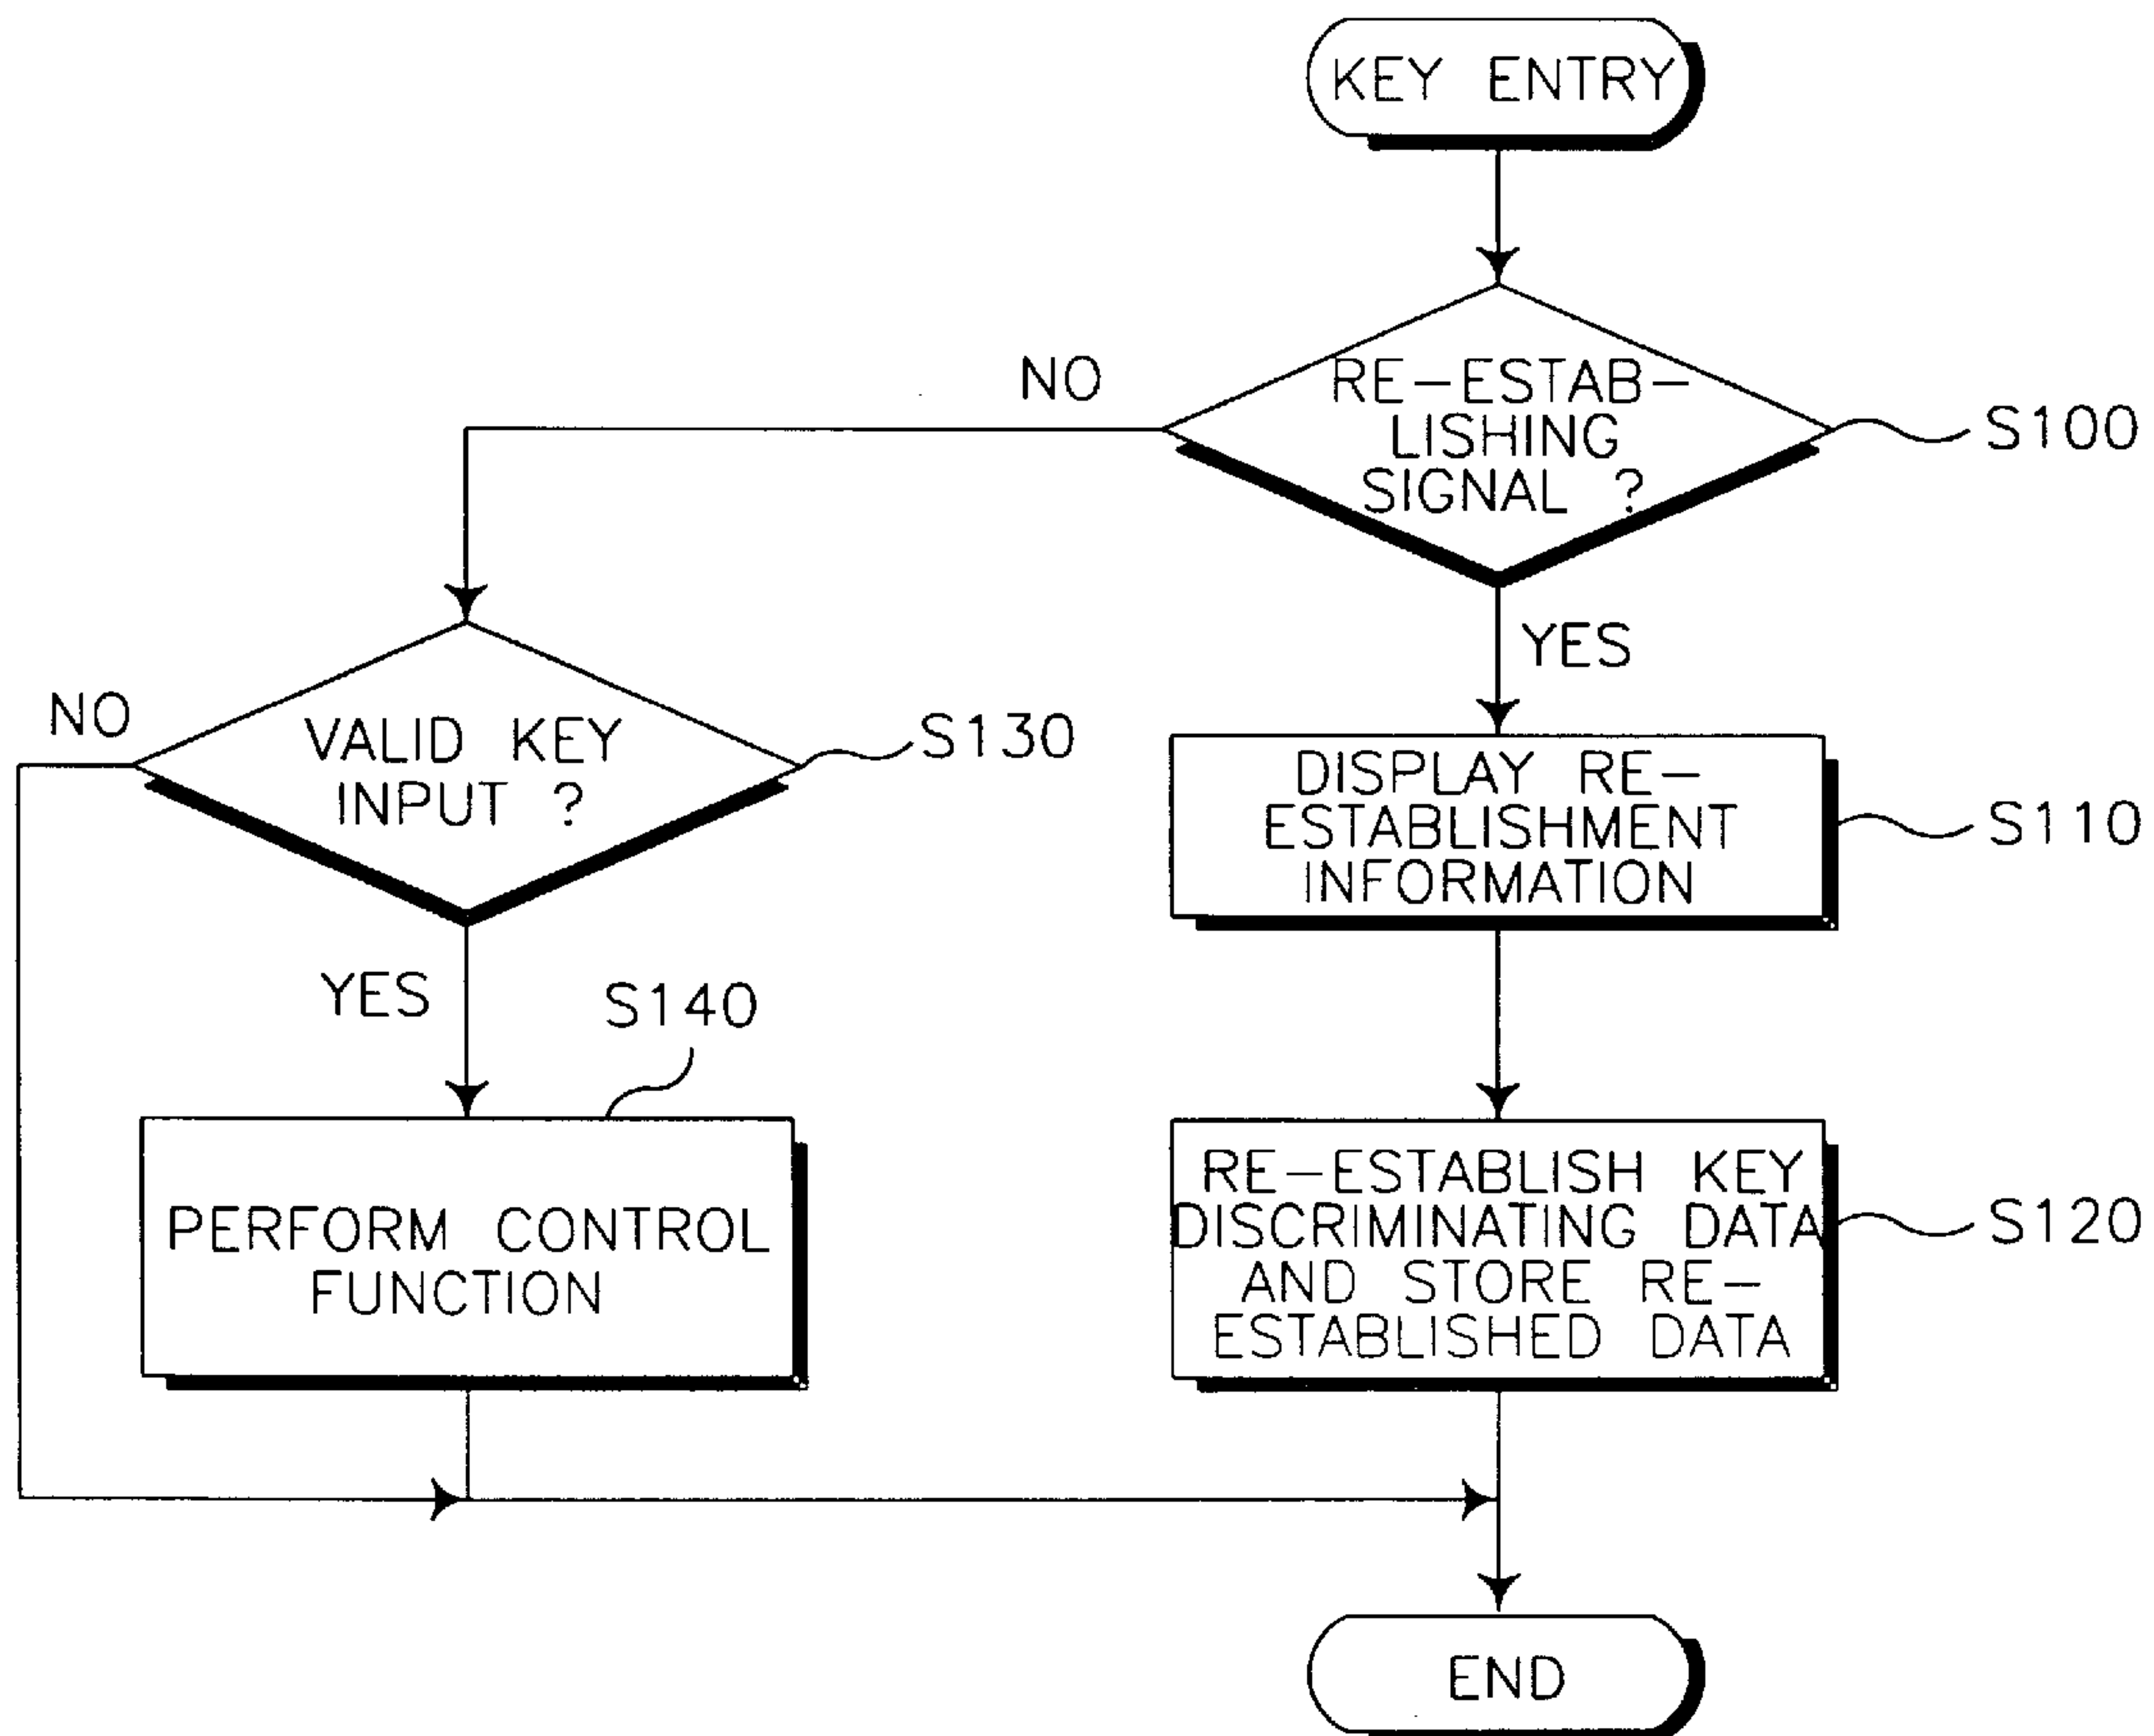 KEY ENTRY
RE-ESTAB-
LISHING
SIGNAL ?
S100
NO
YES
VALID KEY
INPUT ?
S130
NO
YES
DISPLAY RE-
ESTABLISHMENT
INFORMATION
S110
S140
PERFORM CONTROL
FUNCTION
RE-ESTABLISH KEY
DISCRIMINATING DATA
AND STORE RE-
ESTABLISHED DATA
S120
END